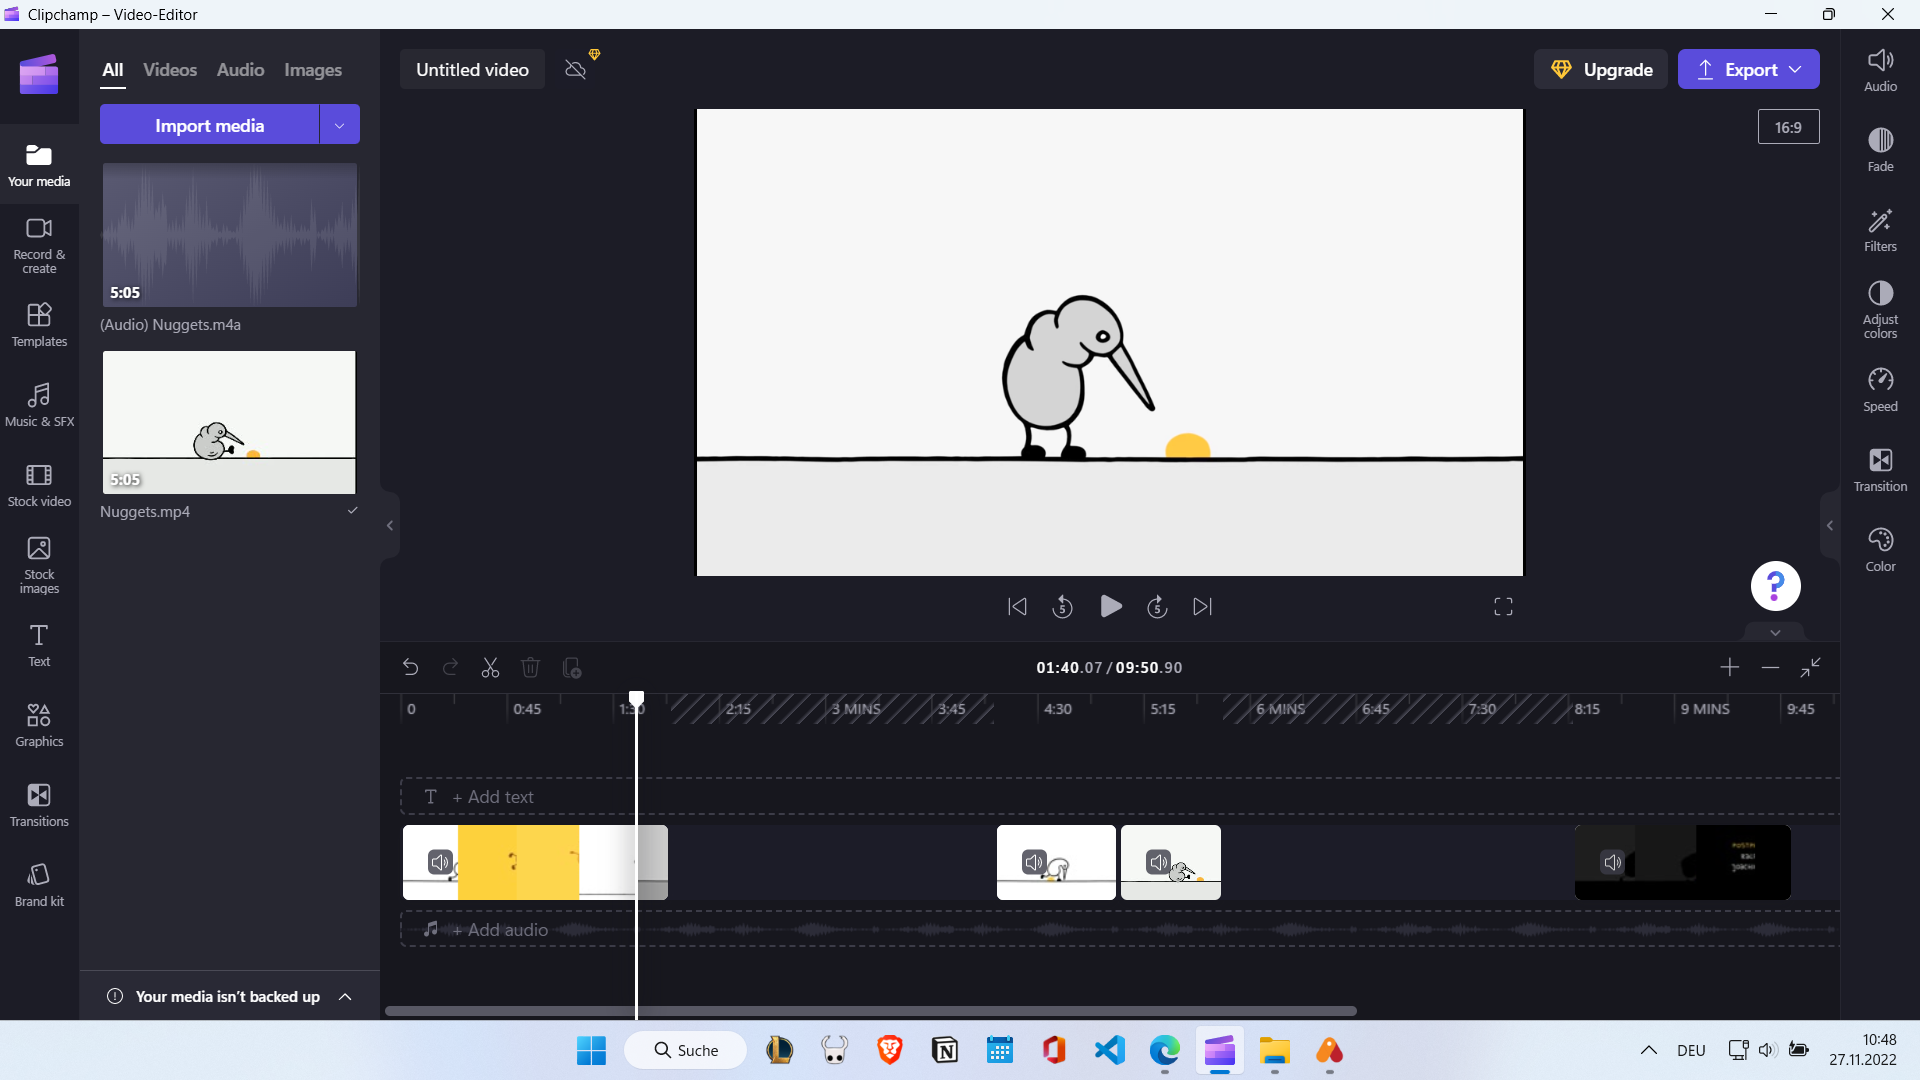 Clipchamp – Video-Editor
All Videos Audio Images
Import media
5:05
(Audio) Nuggets.m4a
5:05
Nuggets.mp4
Your media
Record &
create
Templates
Music & SFX
Stock video
Stock
images
Text
Graphics
Transitions
Brand kit
Your media isn't backed up
Untitled video
Upgrade
Export
16:9
Audio
Fade
Filters
Adjust
colors
Speed
Transition
Color
5
5
?
01:40.07 / 09:50.90
0 0:45 1:30 2:15 3 MINS 3:45 4:30 5:15 6 MINS 6:45 7:30 8:15 9 MINS 9:45
T + Add text
+ Add audio
Suche
DEU
10:48
27.11.2022